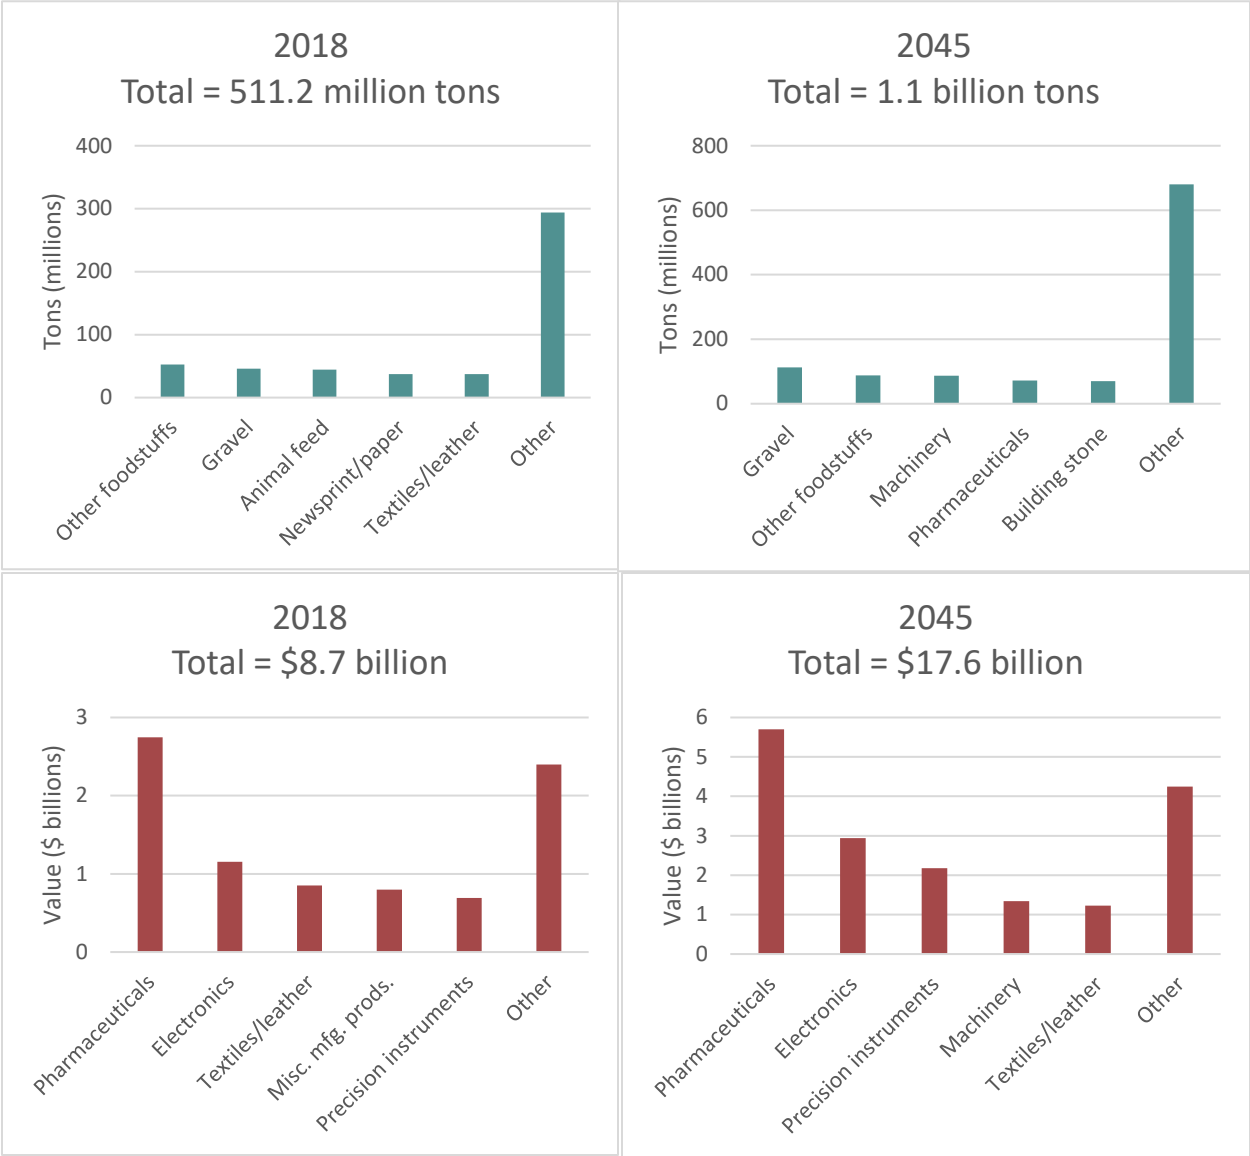 2018
Total = 511.2 million tons
Tons (millions)
400
300
200
100
0
Other foodstuffs
Gravel
Animal feed
Newsprint/paper
Textiles/leather
Other
2045
Total = 1.1 billion tons
Tons (millions)
800
600
400
200
0
Gravel
Other foodstuffs
Machinery
Pharmaceuticals
Building stone
Other
2018
Total = $8.7 billion
Value ($ billions)
3
2
1
0
Pharmaceuticals
Electronics
Textiles/leather
Misc. mfg. prods.
Precision instruments
Other
2045
Total = $17.6 billion
Value ($ billions)
6
5
4
3
2
1
0
Pharmaceuticals
Electronics
Precision instruments
Machinery
Textiles/leather
Other